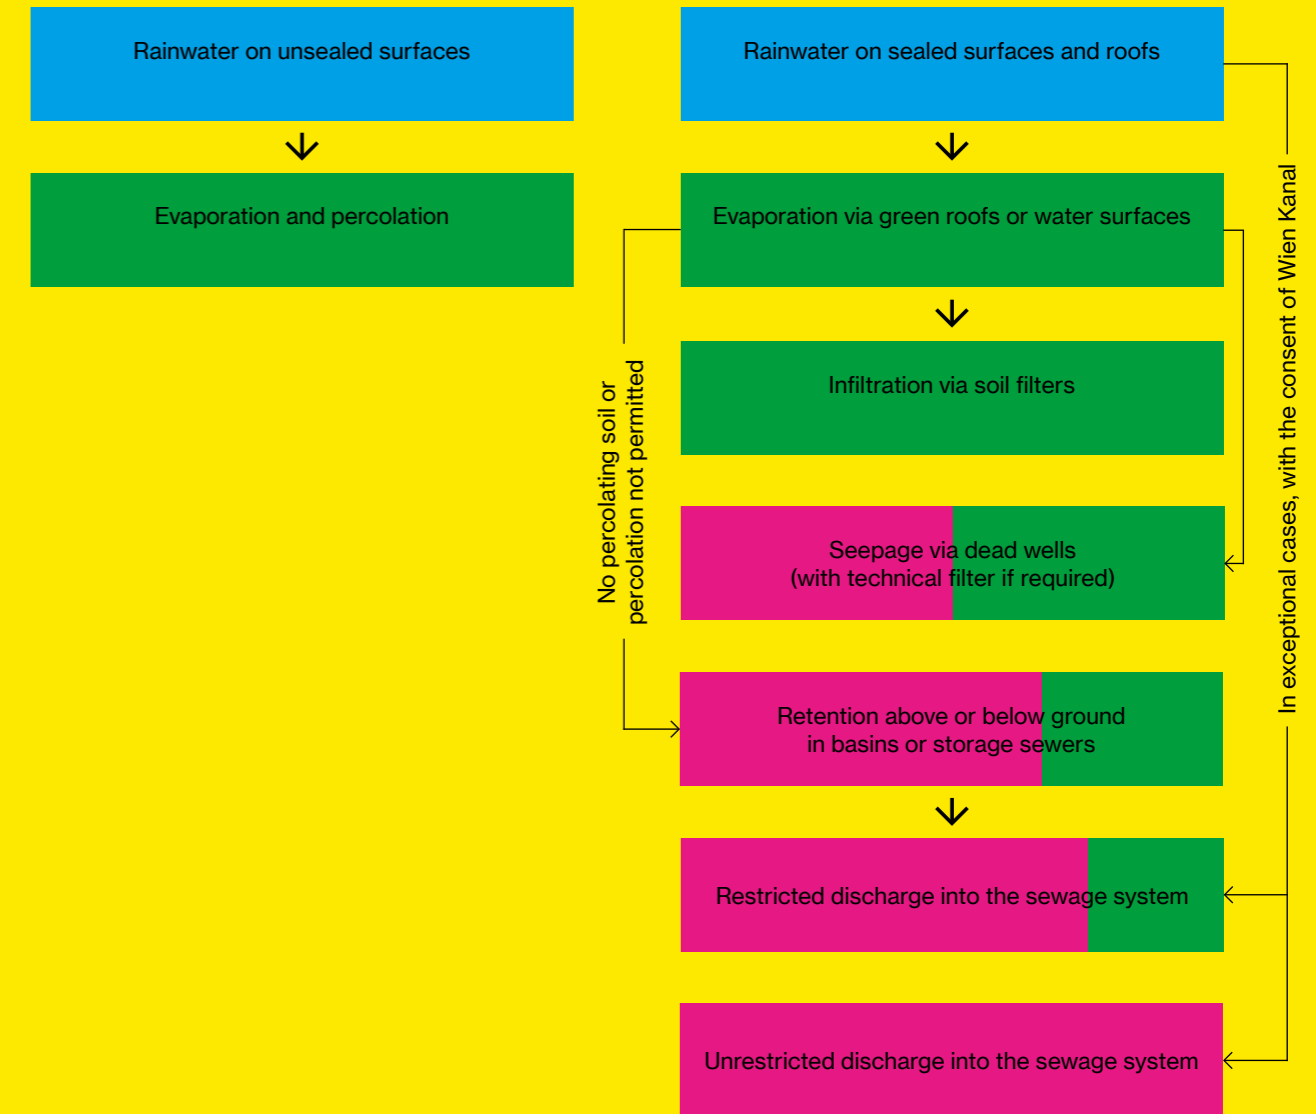 Rainwater on unsealed surfaces
Evaporation and percolation
Rainwater on sealed surfaces and roofs
Evaporation via green roofs or water surfaces
Infiltration via soil filters
Seepage via dead wells
(with technical filter if required)
Retention above or below ground
in basins or storage sewers
Restricted discharge into the sewage system
Unrestricted discharge into the sewage system
No percolating soil or
percolation not permitted
In exceptional cases, with the consent of Wien Kanal